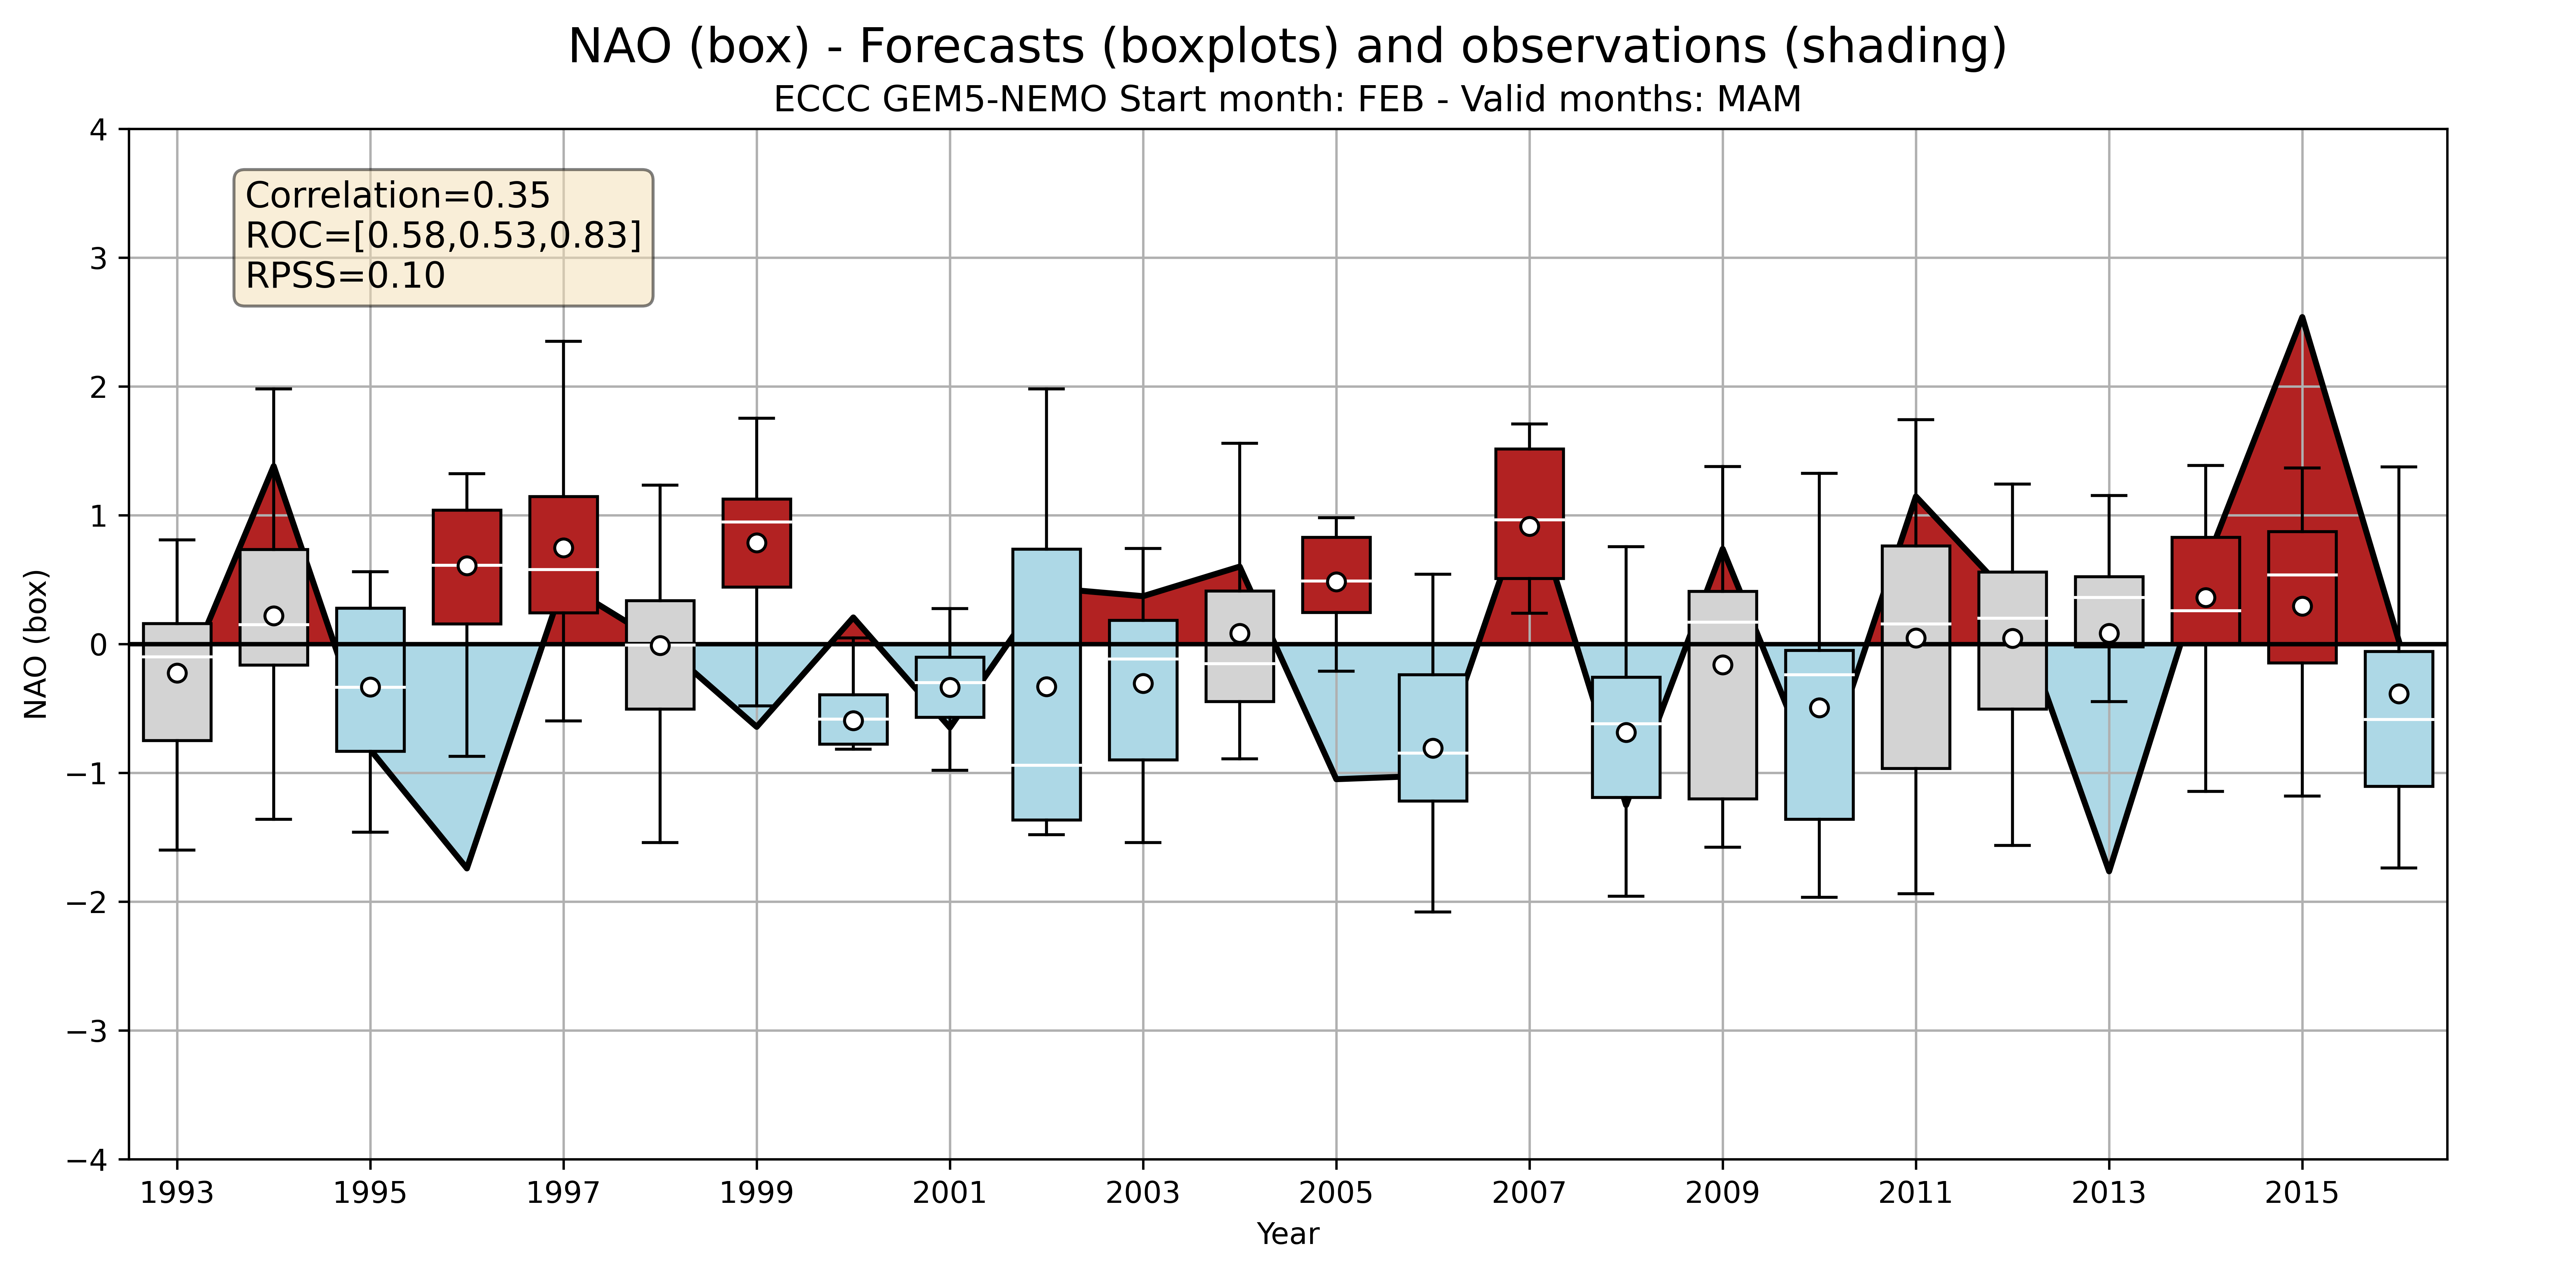 NAO (box) - Forecasts (boxplots) and observations (shading)
ECCC GEM5-NEMO Start month: FEB - Valid months: MAM
Correlation=0.35
ROC=[0.58,0.53,0.83]
RPSS=0.10
NAO (box)
4
3
2
1
0
−1
−2
−3
−4
1993 1995 1997 1999 2001 2003 2005 2007 2009 2011 2013 2015
Year